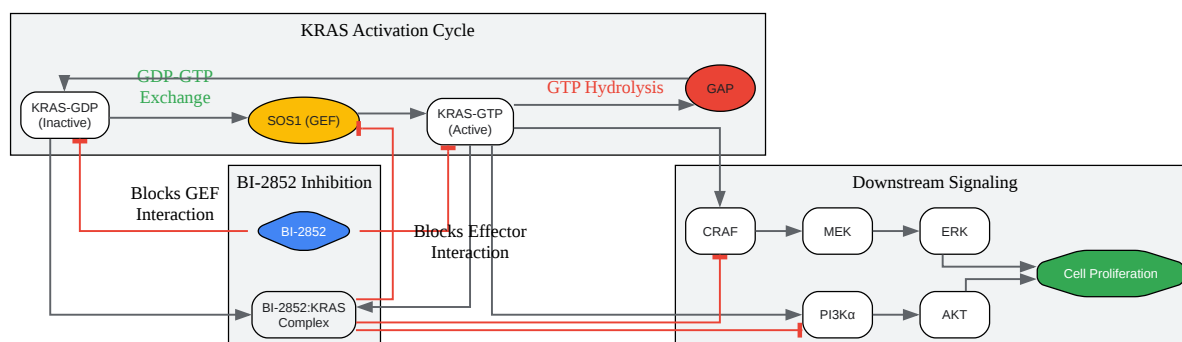 KRAS Activation Cycle
GDP-GTP
Exchange
GTP Hydrolysis
GAP
KRAS-GDP
(Inactive)
SOS1 (GEF)
KRAS-GTP
(Active)
BI-2852 Inhibition
Downstream Signaling
Blocks GEF
Interaction
BI-2852
Blocks Effector
Interaction
CRAF
MEK
ERK
Cell Proliferation
BI-2852:KRAS
Complex
PI3Kα
AKT